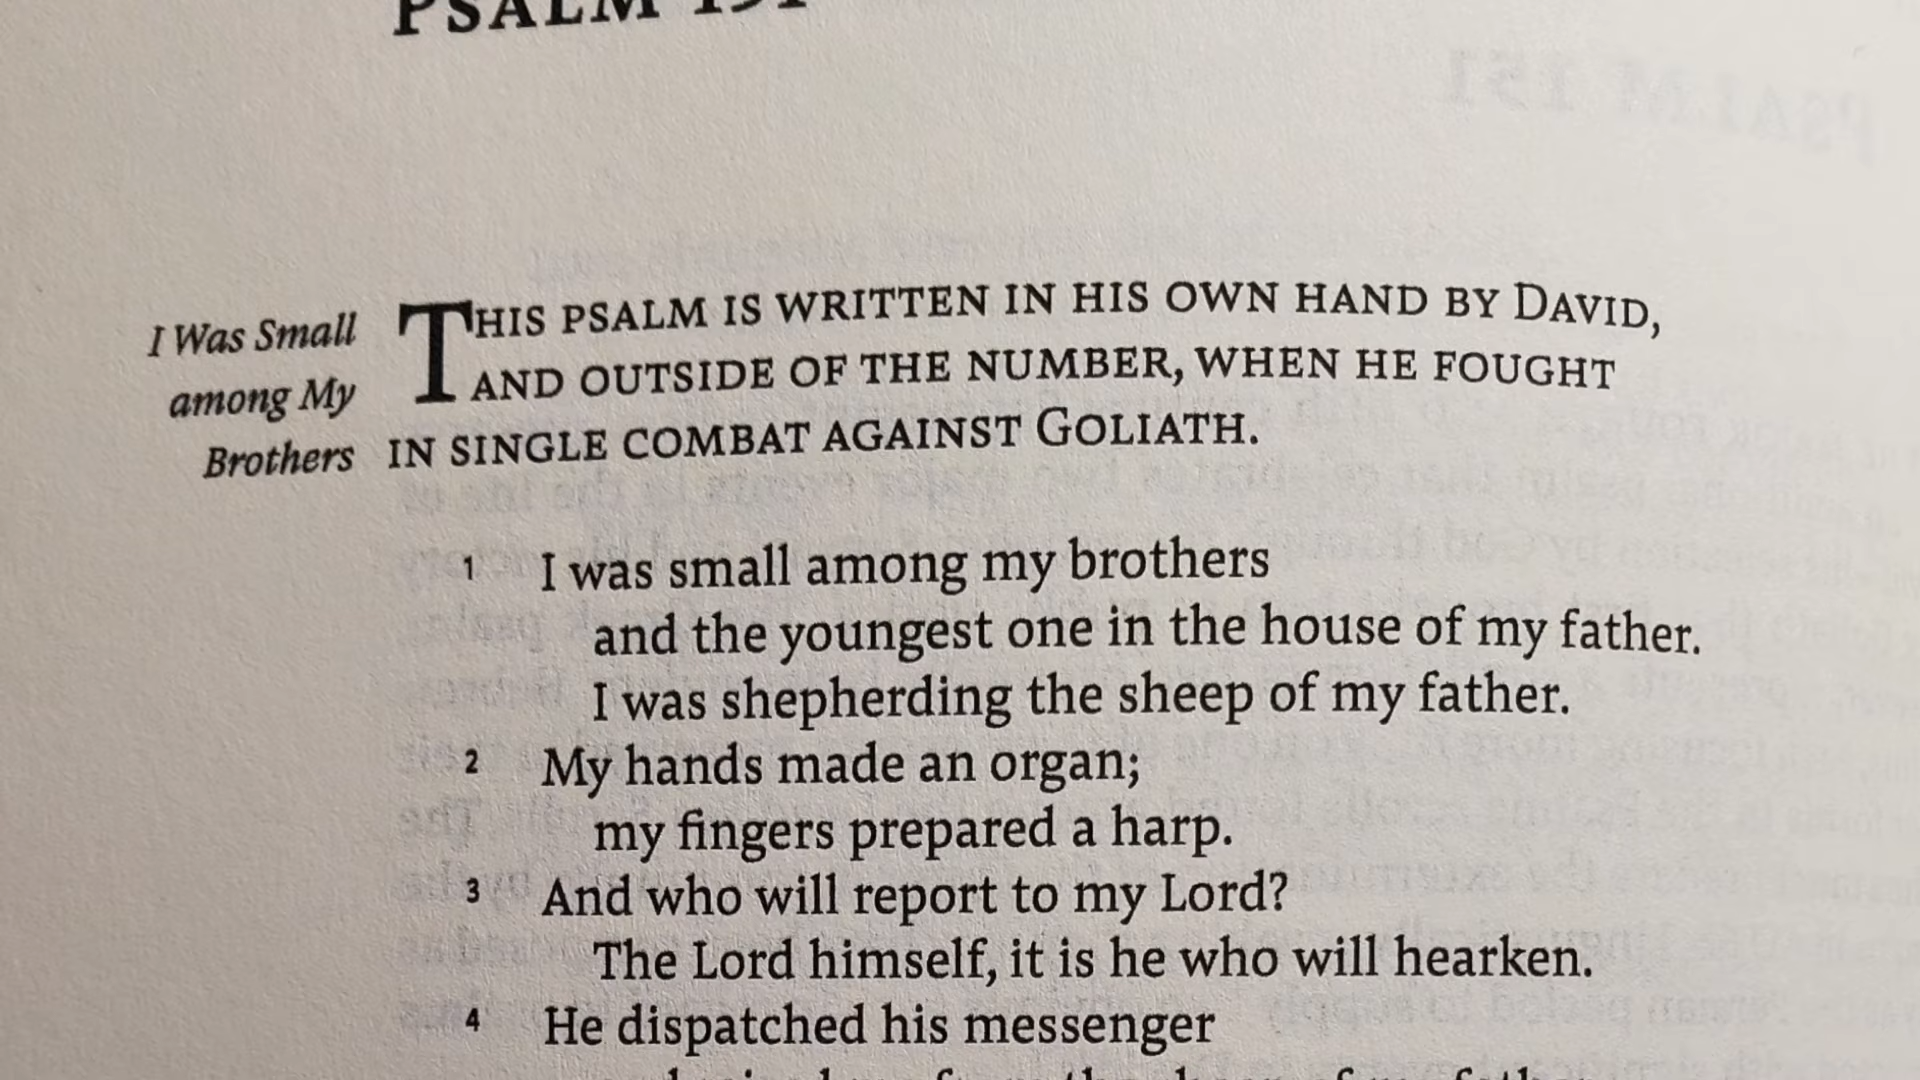 PSALM 151
I Was Small
among My
Brothers
THIS PSALM IS WRITTEN IN HIS OWN HAND BY DAVID,
AND OUTSIDE OF THE NUMBER, WHEN HE FOUGHT
IN SINGLE COMBAT AGAINST GOLIATH.
1 I was small among my brothers
and the youngest one in the house of my father.
I was shepherding the sheep of my father.
2 My hands made an organ;
my fingers prepared a harp.
3 And who will report to my Lord?
The Lord himself, it is he who will hearken.
4 He dispatched his messenger